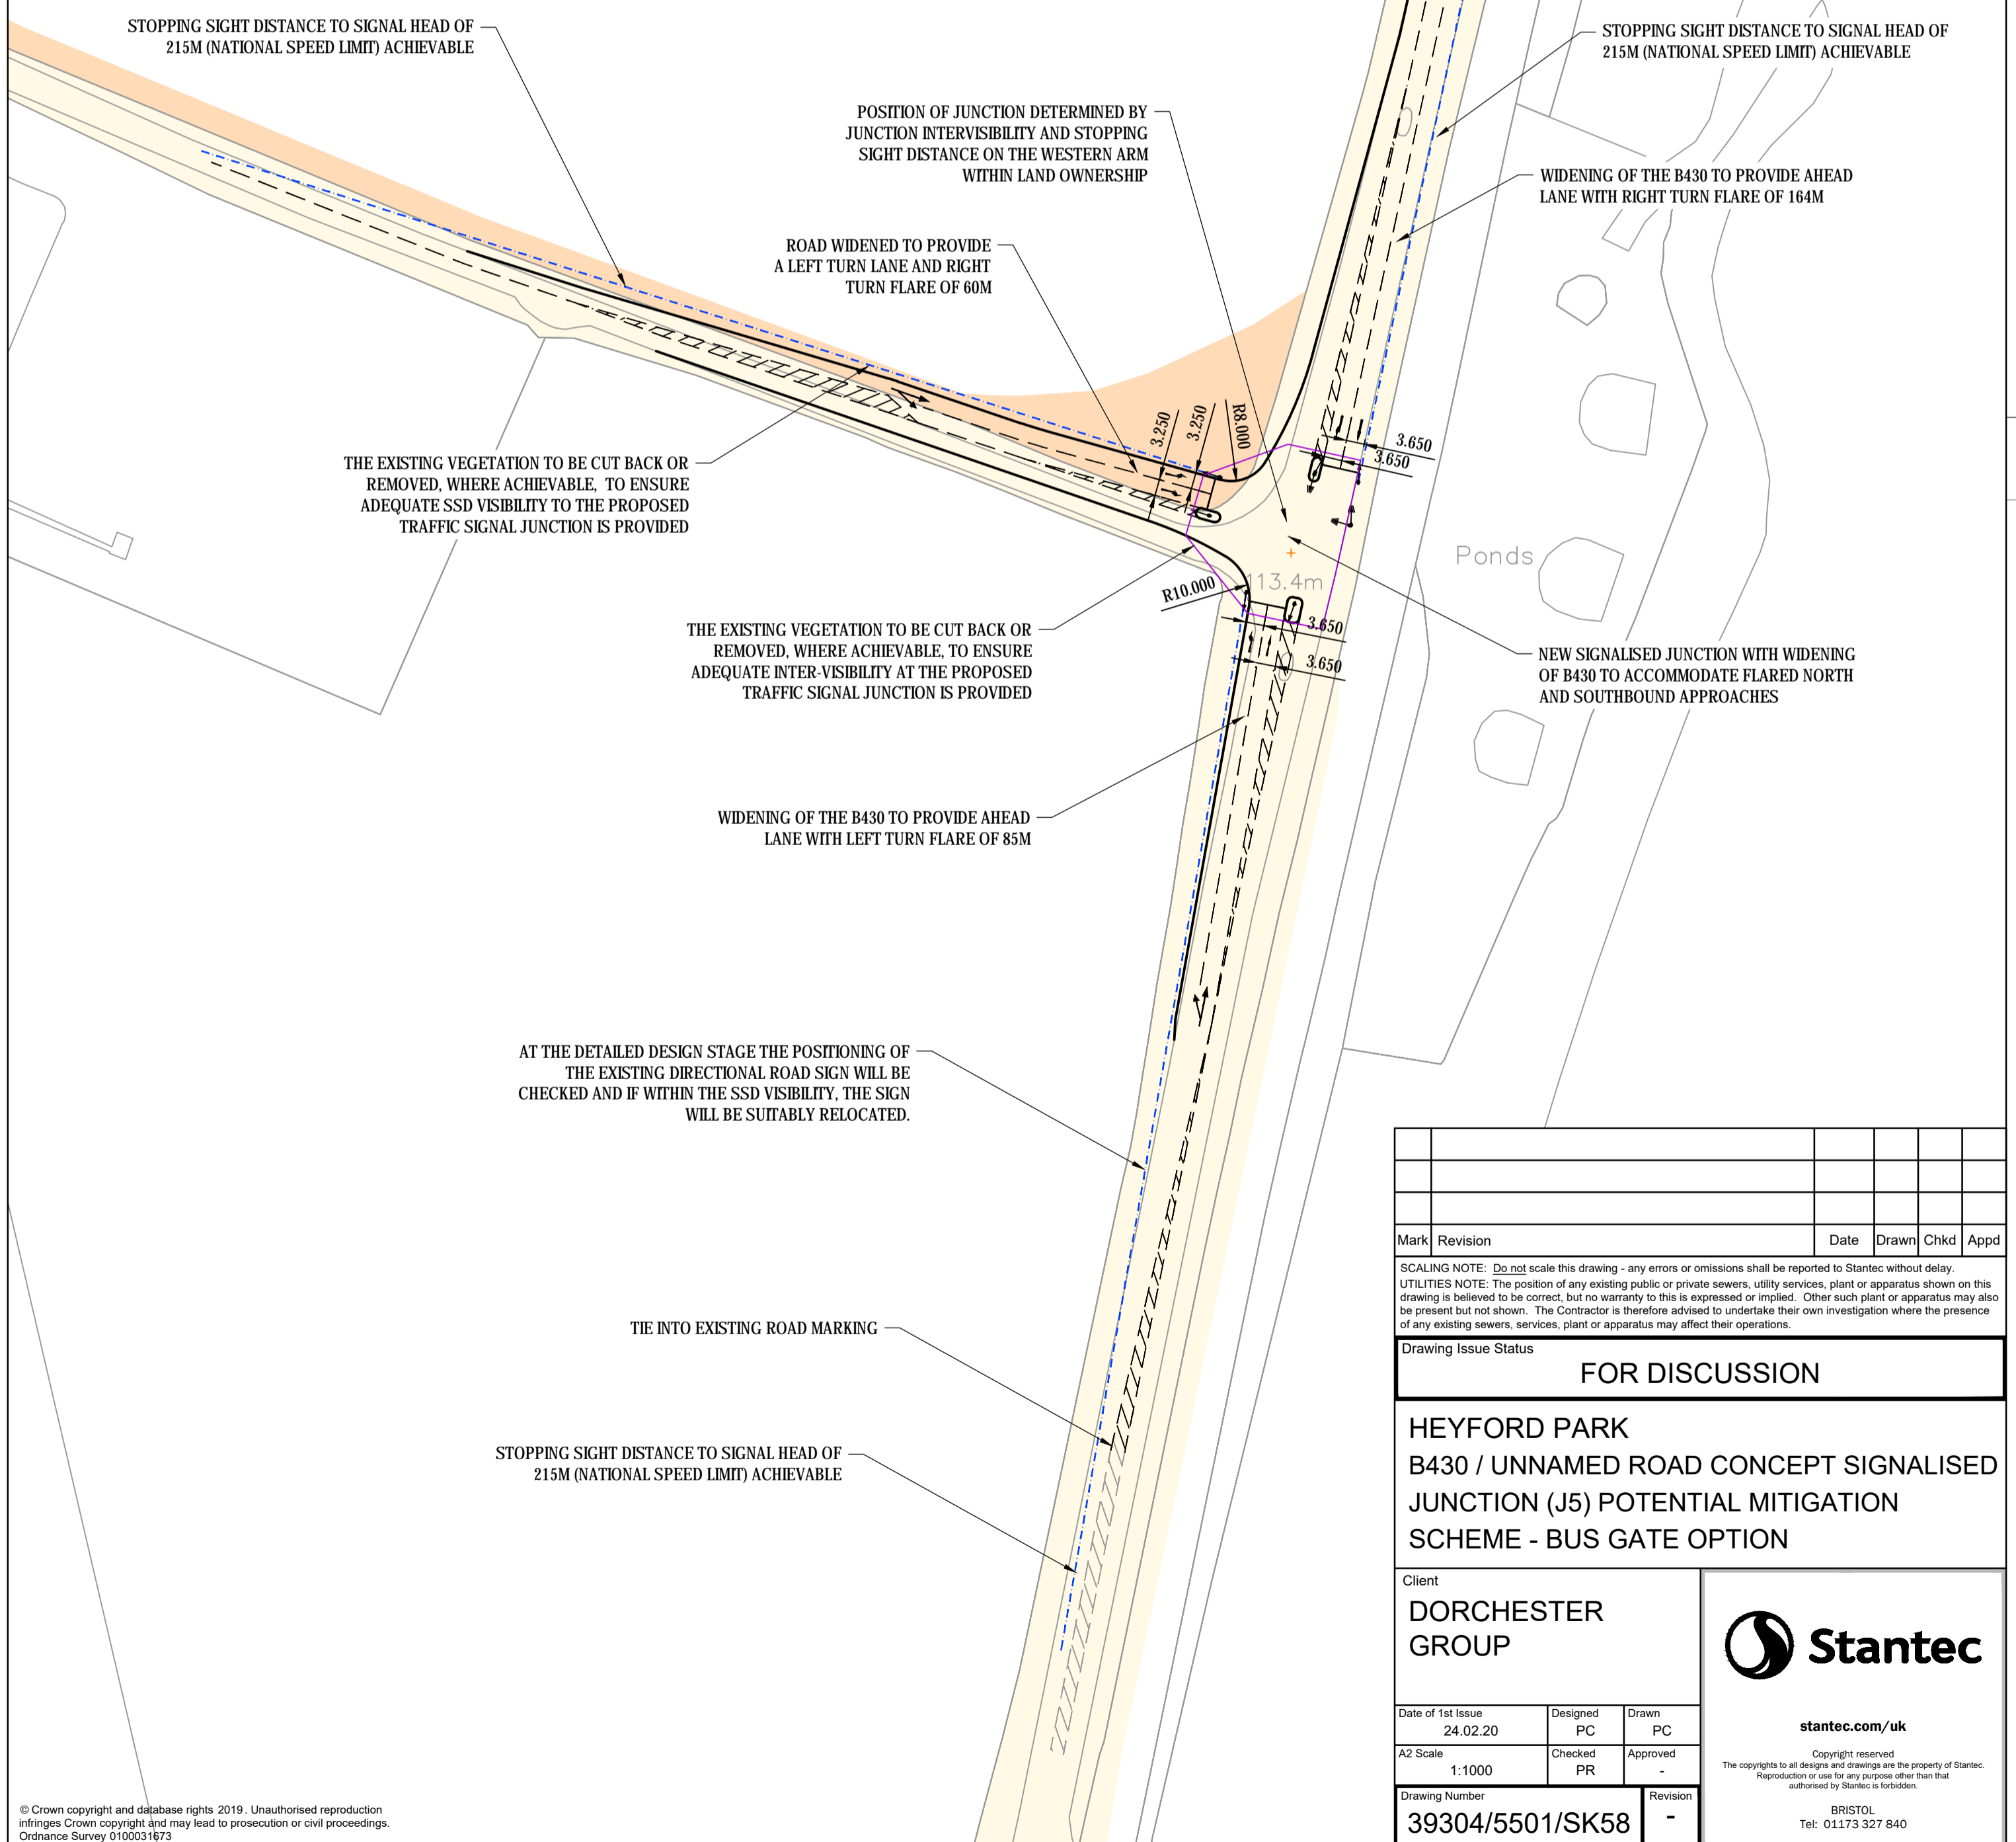 STOPPING SIGHT DISTANCE TO SIGNAL HEAD OF
215M (NATIONAL SPEED LIMIT) ACHIEVABLE
STOPPING SIGHT DISTANCE TO SIGNAL HEAD OF
215M (NATIONAL SPEED LIMIT) ACHIEVABLE
POSITION OF JUNCTION DETERMINED BY
JUNCTION INTERVISIBILITY AND STOPPING
SIGHT DISTANCE ON THE WESTERN ARM
WITHIN LAND OWNERSHIP
WIDENING OF THE B430 TO PROVIDE AHEAD
LANE WITH RIGHT TURN FLARE OF 164M
ROAD WIDENED TO PROVIDE
A LEFT TURN LANE AND RIGHT
TURN FLARE OF 60M
3.250
3.250
R8.000
3.650
3.650
THE EXISTING VEGETATION TO BE CUT BACK OR
REMOVED, WHERE ACHIEVABLE, TO ENSURE
ADEQUATE SSD VISIBILITY TO THE PROPOSED
TRAFFIC SIGNAL JUNCTION IS PROVIDED
Ponds
113.4m
R10.000
3.650
3.650
THE EXISTING VEGETATION TO BE CUT BACK OR
REMOVED, WHERE ACHIEVABLE, TO ENSURE
ADEQUATE INTER-VISIBILITY AT THE PROPOSED
TRAFFIC SIGNAL JUNCTION IS PROVIDED
NEW SIGNALISED JUNCTION WITH WIDENING
OF B430 TO ACCOMMODATE FLARED NORTH
AND SOUTHBOUND APPROACHES
WIDENING OF THE B430 TO PROVIDE AHEAD
LANE WITH LEFT TURN FLARE OF 85M
AT THE DETAILED DESIGN STAGE THE POSITIONING OF
THE EXISTING DIRECTIONAL ROAD SIGN WILL BE
CHECKED AND IF WITHIN THE SSD VISIBILITY, THE SIGN
WILL BE SUITABLY RELOCATED.
TIE INTO EXISTING ROAD MARKING
STOPPING SIGHT DISTANCE TO SIGNAL HEAD OF
215M (NATIONAL SPEED LIMIT) ACHIEVABLE
Mark Revision Date Drawn Chkd Appd
SCALING NOTE: Do not scale this drawing - any errors or omissions shall be reported to Stantec without delay.
UTILITIES NOTE: The position of any existing public or private sewers, utility services, plant or apparatus shown on this
drawing is believed to be correct, but no warranty to this is expressed or implied. Other such plant or apparatus may also
be present but not shown. The Contractor is therefore advised to undertake their own investigation where the presence
of any existing sewers, services, plant or apparatus may affect their operations.
Drawing Issue Status
FOR DISCUSSION
HEYFORD PARK
B430 / UNNAMED ROAD CONCEPT SIGNALISED
JUNCTION (J5) POTENTIAL MITIGATION
SCHEME - BUS GATE OPTION
Client
DORCHESTER
GROUP
Date of 1st Issue Designed Drawn
24.02.20 PC PC
A2 Scale Checked Approved
1:1000 PR -
Drawing Number Revision
39304/5501/SK58 -
Stantec
stantec.com/uk
Copyright reserved
The copyrights to all designs and drawings are the property of Stantec.
Reproduction or use for any purpose other than that
authorised by Stantec is forbidden.
BRISTOL
Tel: 01173 327 840
© Crown copyright and database rights 2019. Unauthorised reproduction
infringes Crown copyright and may lead to prosecution or civil proceedings.
Ordnance Survey 0100031673